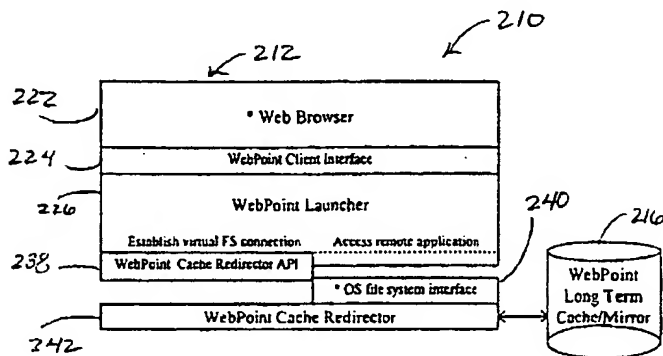 210
212
222
* Web Browser
224
WebPoint Client Interface
226
WebPoint Launcher
240
216
Establish virtual FS connection Access remote application
238
WebPoint Cache Redirector API
* OS file system interface
WebPoint
Long Term
Cache/Mirror
242
WebPoint Cache Redirector